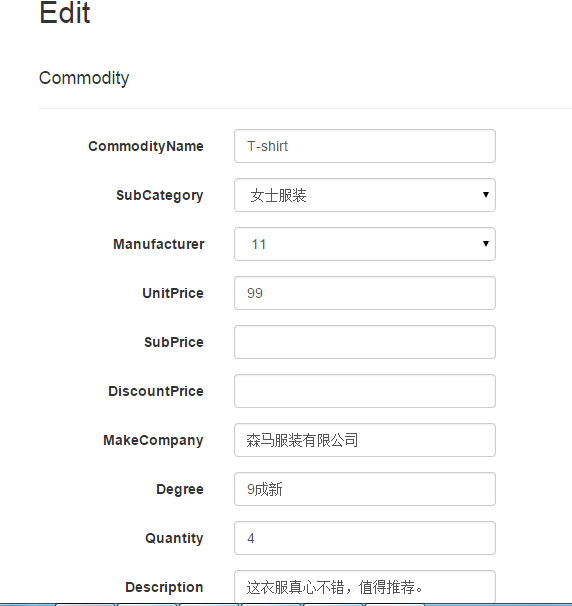 Edit
Commodity
CommodityName T-shirt
SubCategory 女士服装
Manufacturer 11
UnitPrice 99
SubPrice
DiscountPrice
MakeCompany 森马服装有限公司
Degree 9成新
Quantity 4
Description 这衣服真心不错，值得推荐。